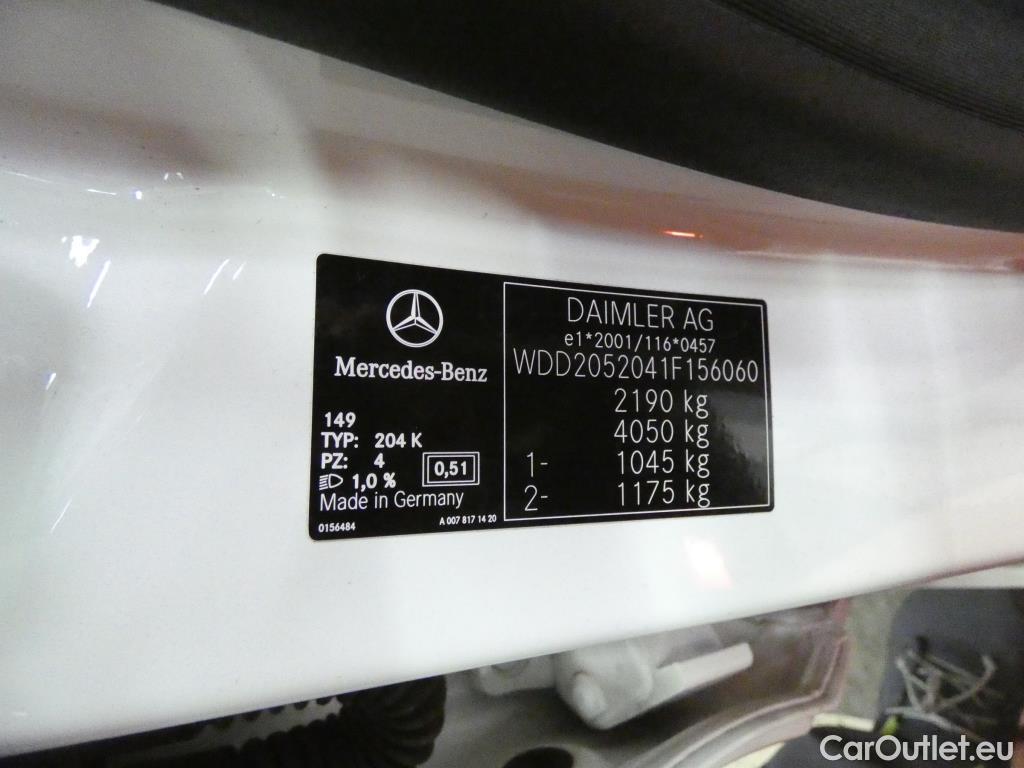 Mercedes-Benz
149
TYP: 204 K
PZ: 4
1,0 %
0,51
Made in Germany
0156484
A 007 817 14 20
DAIMLER AG
e1*2001/116*0457
WDD2052041F156060
2190 kg
4050 kg
1- 1045 kg
2- 1175 kg
CarOutlet.eu